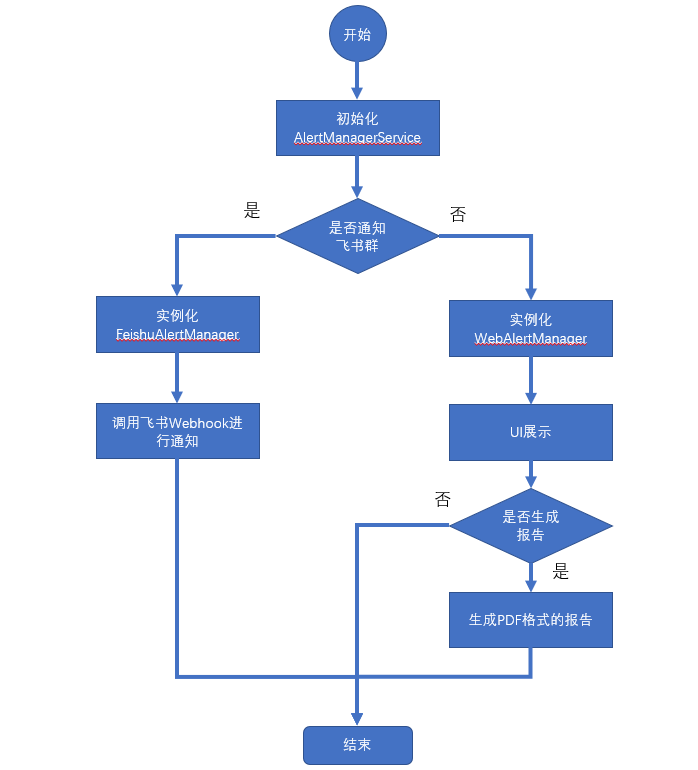 开始
初始化
AlertManagerService
是
否
是否通知
飞书群
实例化
FeishuAlertManager
实例化
WebAlertManager
调用飞书Webhook进
行通知
UI展示
否
是否生成
报告
是
生成PDF格式的报告
结束